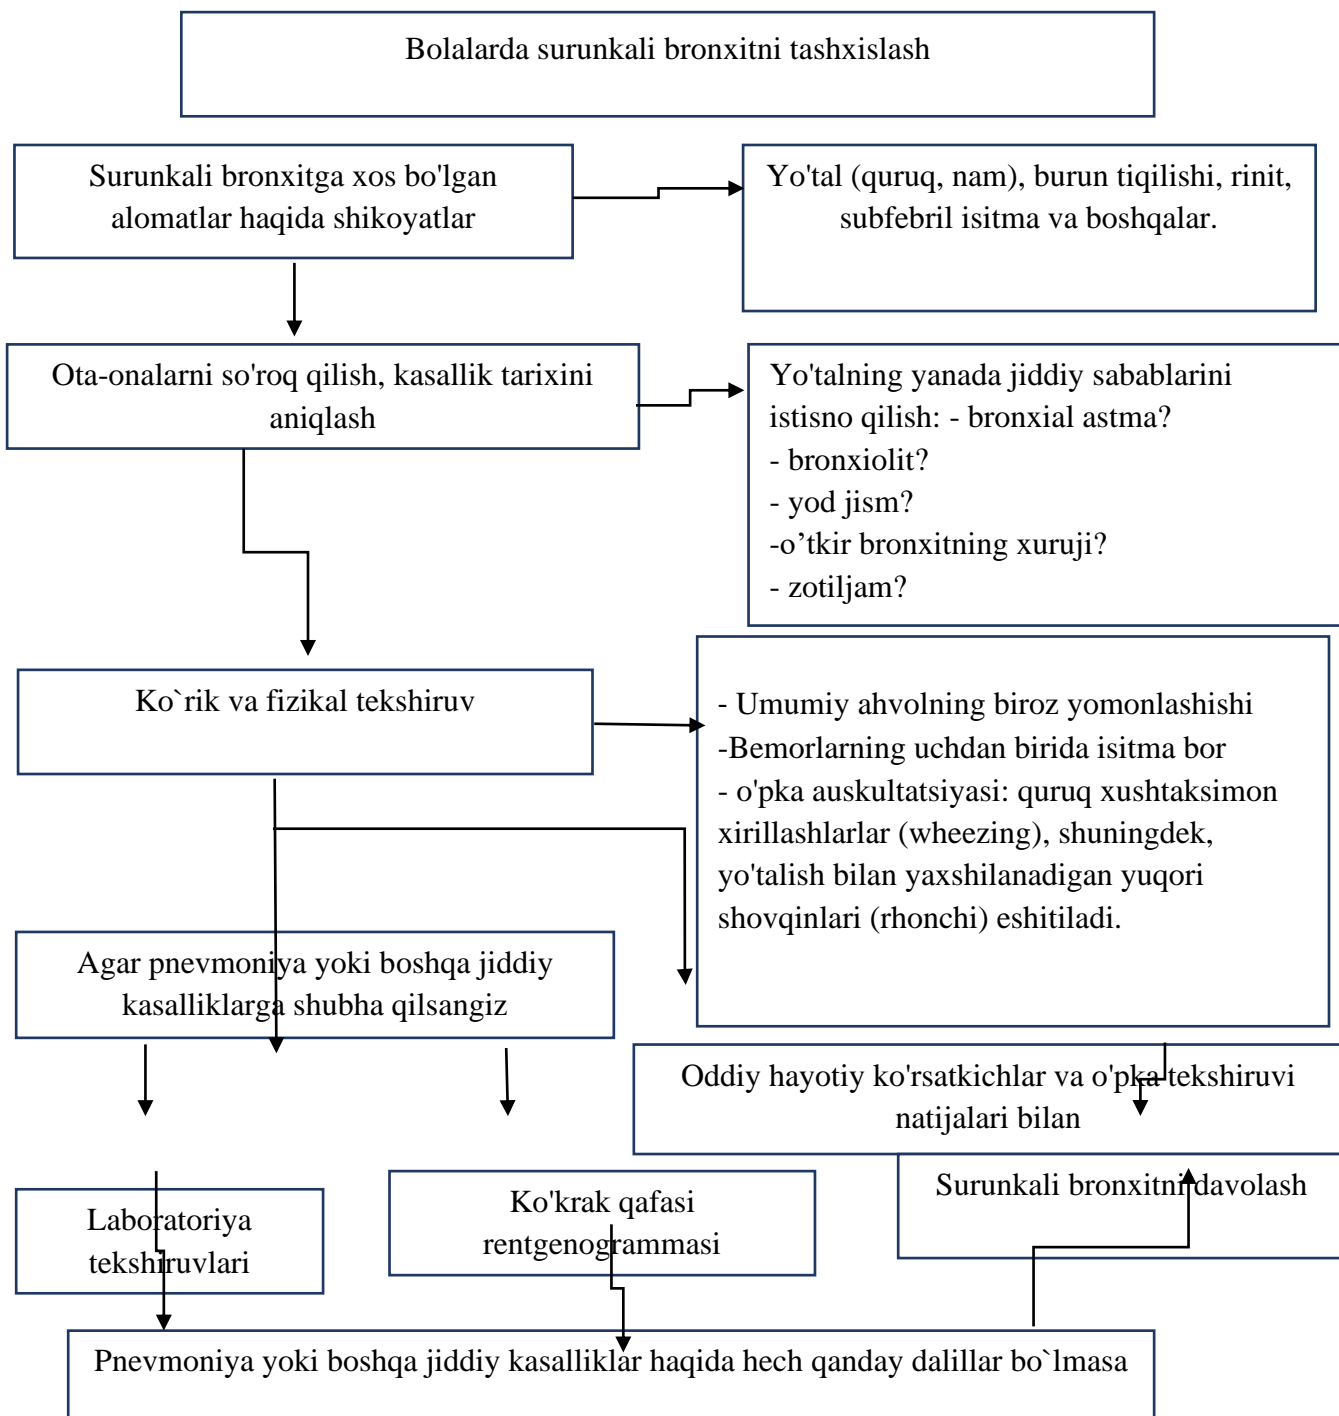 Bolalarda surunkali bronxitni tashxislash
Surunkali bronxitga xos bo'lgan
alomatlar haqida shikoyatlar
Yo'tal (quruq, nam), burun tiqilishi, rinit,
subfebril isitma va boshqalar.
Ota-onalarni so'roq qilish, kasallik tarixini
aniqlash
Yo'talning yanada jiddiy sabablarini
istisno qilish: - bronxial astma?
- bronxiolit?
- yod jism?
-o’tkir bronxitning xuruji?
- zotiljam?
Ko`rik va fizikal tekshiruv
- Umumiy ahvolning biroz yomonlashishi
-Bemorlarning uchdan birida isitma bor
- o'pka auskultatsiyasi: quruq xushtaksimon
xirillashlarlar (wheezing), shuningdek,
yo'talish bilan yaxshilanadigan yuqori
shovqinlari (rhonchi) eshitiladi.
Agar pnevmoniya yoki boshqa jiddiy
kasalliklarga shubha qilsangiz
Oddiy hayotiy ko'rsatkichlar va o'pka tekshiruvi
natijalari bilan
Surunkali bronxitni davolash
Laboratoriya
tekshiruvlari
Ko'krak qafasi
rentgenogrammasi
Pnevmoniya yoki boshqa jiddiy kasalliklar haqida hech qanday dalillar bo`lmasa